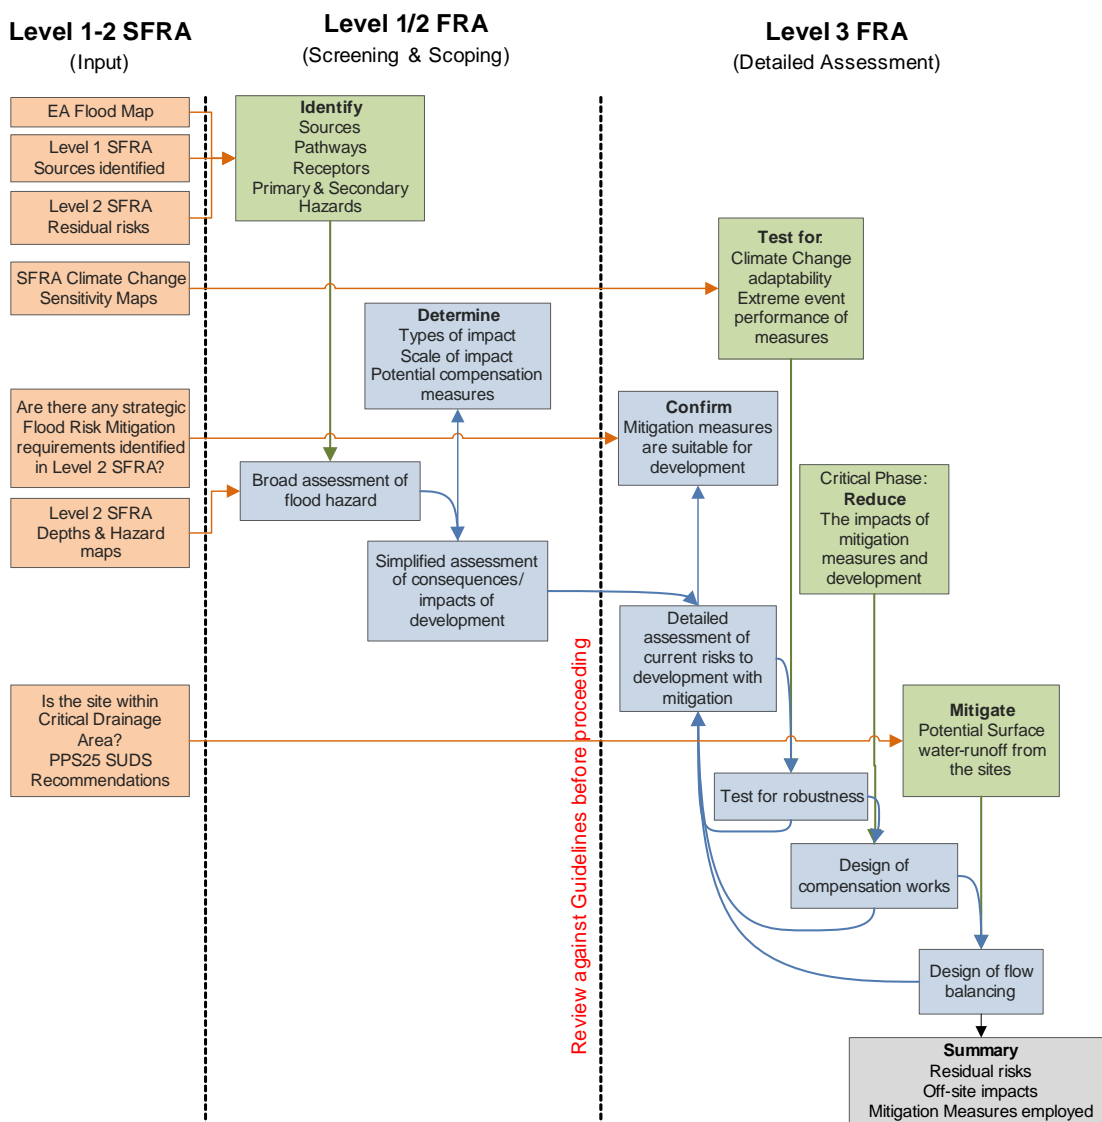 Level 1-2 SFRA
(Input)
Level 1/2 FRA
(Screening & Scoping)
Level 3 FRA
(Detailed Assessment)
EA Flood Map
Level 1 SFRA
Sources identified
Level 2 SFRA
Residual risks
SFRA Climate Change
Sensitivity Maps
Are there any strategic
Flood Risk Mitigation
requirements identified
in Level 2 SFRA?
Level 2 SFRA
Depths & Hazard
maps
Is the site within
Critical Drainage
Area?
PPS25 SUDS
Recommendations
Identify
Sources
Pathways
Receptors
Primary & Secondary
Hazards
Determine
Types of impact
Scale of impact
Potential compensation
measures
Broad assessment of
flood hazard
Simplified assessment
of consequences/
impacts of
development
Review against Guidelines before proceeding
Test for:
Climate Change
adaptability
Extreme event
performance of
measures
Confirm
Mitigation measures
are suitable for
development
Critical Phase:
Reduce
The impacts of
mitigation
measures and
development
Detailed
assessment of
current risks to
development with
mitigation
Mitigate
Potential Surface
water-runoff from
the sites
Test for robustness
Design of
compensation works
Design of flow
balancing
Summary
Residual risks
Off-site impacts
Mitigation Measures employed